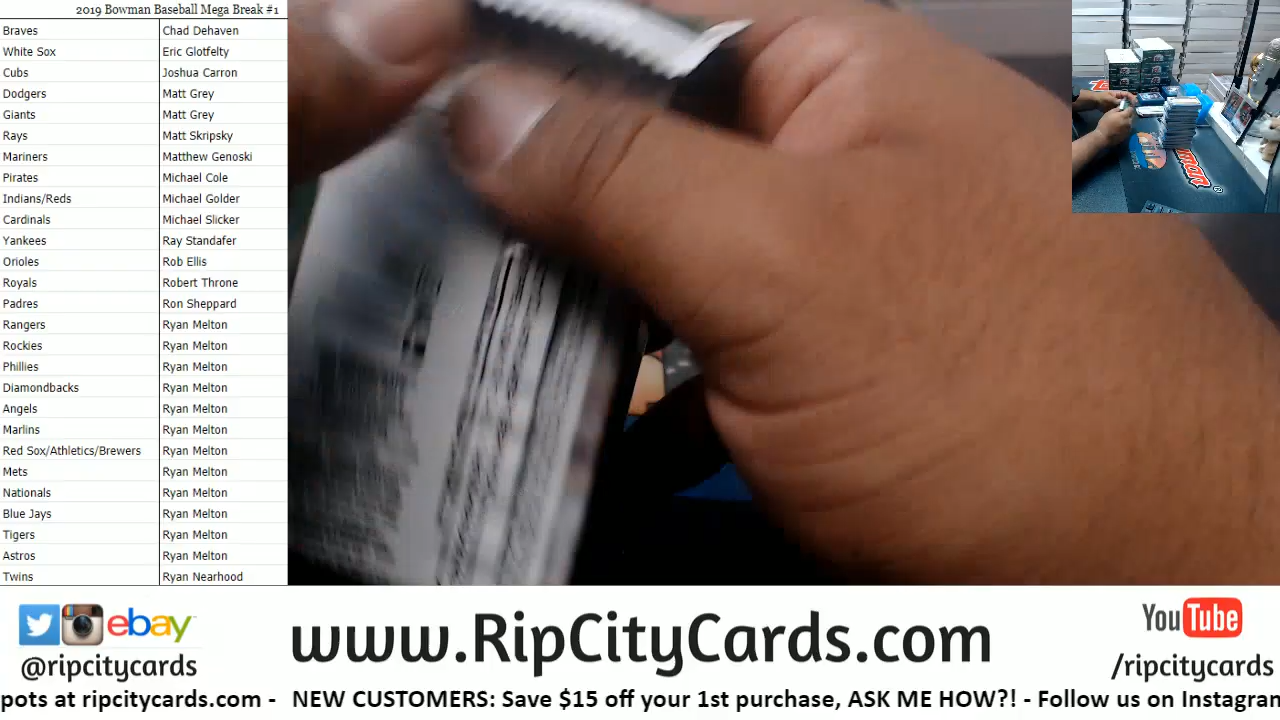 2019 Bowman Baseball Mega Break #1
Braves Chad Dehaven
White Sox Eric Glotfelty
Cubs Joshua Carron
Dodgers Matt Grey
Giants Matt Grey
Rays Matt Skripsky
Mariners Matthew Genoski
Pirates Michael Cole
Indians/Reds Michael Golder
Cardinals Michael Slicker
Yankees Ray Standafer
Orioles Rob Ellis
Royals Robert Throne
Padres Ron Sheppard
Rangers Ryan Melton
Rockies Ryan Melton
Phillies Ryan Melton
Diamondbacks Ryan Melton
Angels Ryan Melton
Marlins Ryan Melton
Red Sox/Athletics/Brewers Ryan Melton
Mets Ryan Melton
Nationals Ryan Melton
Blue Jays Ryan Melton
Tigers Ryan Melton
Astros Ryan Melton
Twins Ryan Nearhood
ebay
@ripcitycards
www.RipCityCards.com
YouTube
/ripcitycards
pots at ripcitycards.com - NEW CUSTOMERS: Save $15 off your 1st purchase, ASK ME HOW?! - Follow us on Instagran